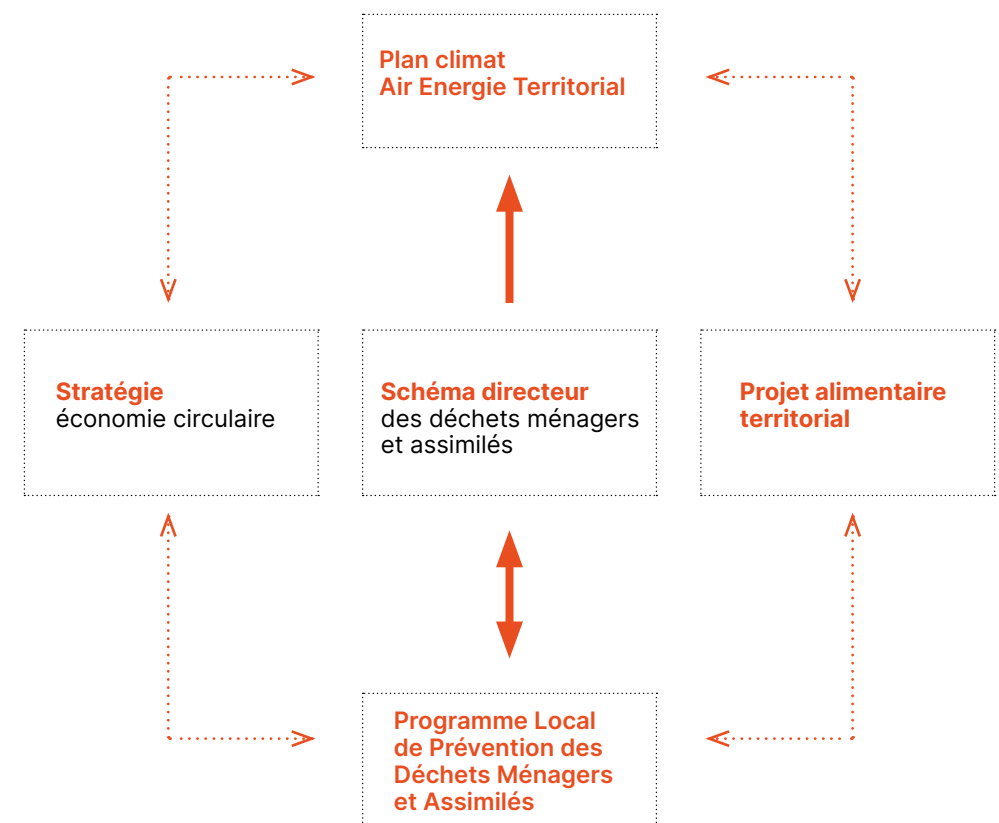 Plan climat
Air Energie Territorial
Stratégie
économie circulaire
Schéma directeur
des déchets ménagers
et assimilés
Projet alimentaire
territorial
Programme Local
de Prévention des
Déchets Ménagers
et Assimilés